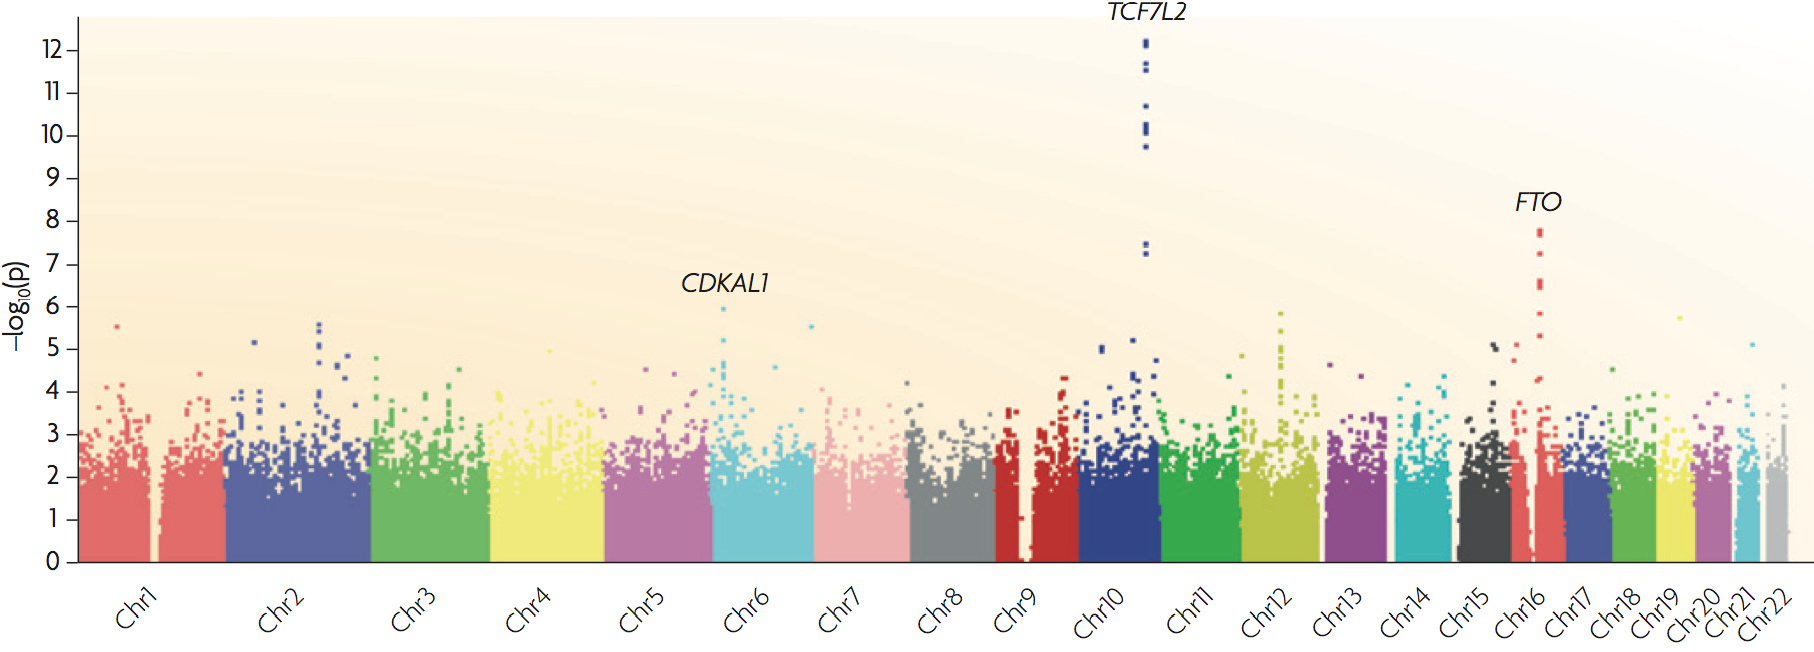 TCF7L2
FTO
CDKAL1
–log10(p)
12
11
10
9
8
7
6
5
4
3
2
1
0
Chr1
Chr2
Chr3
Chr4
Chr5
Chr6
Chr7
Chr8
Chr9
Chr10
Chr11
Chr12
Chr13
Chr14
Chr15
Chr16
Chr17
Chr18
Chr19
Chr20
Chr21
Chr22